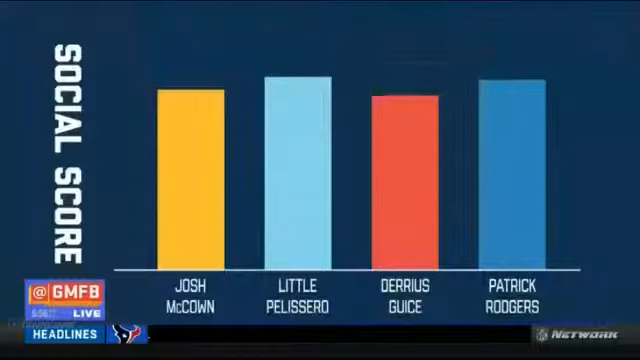 SOCIAL SCORE
JOSH
McCOWN
LITTLE
PELISSERO
DERRIUS
GUICE
PATRICK
RODGERS
@GMFB
LIVE
HEADLINES
NETWORK